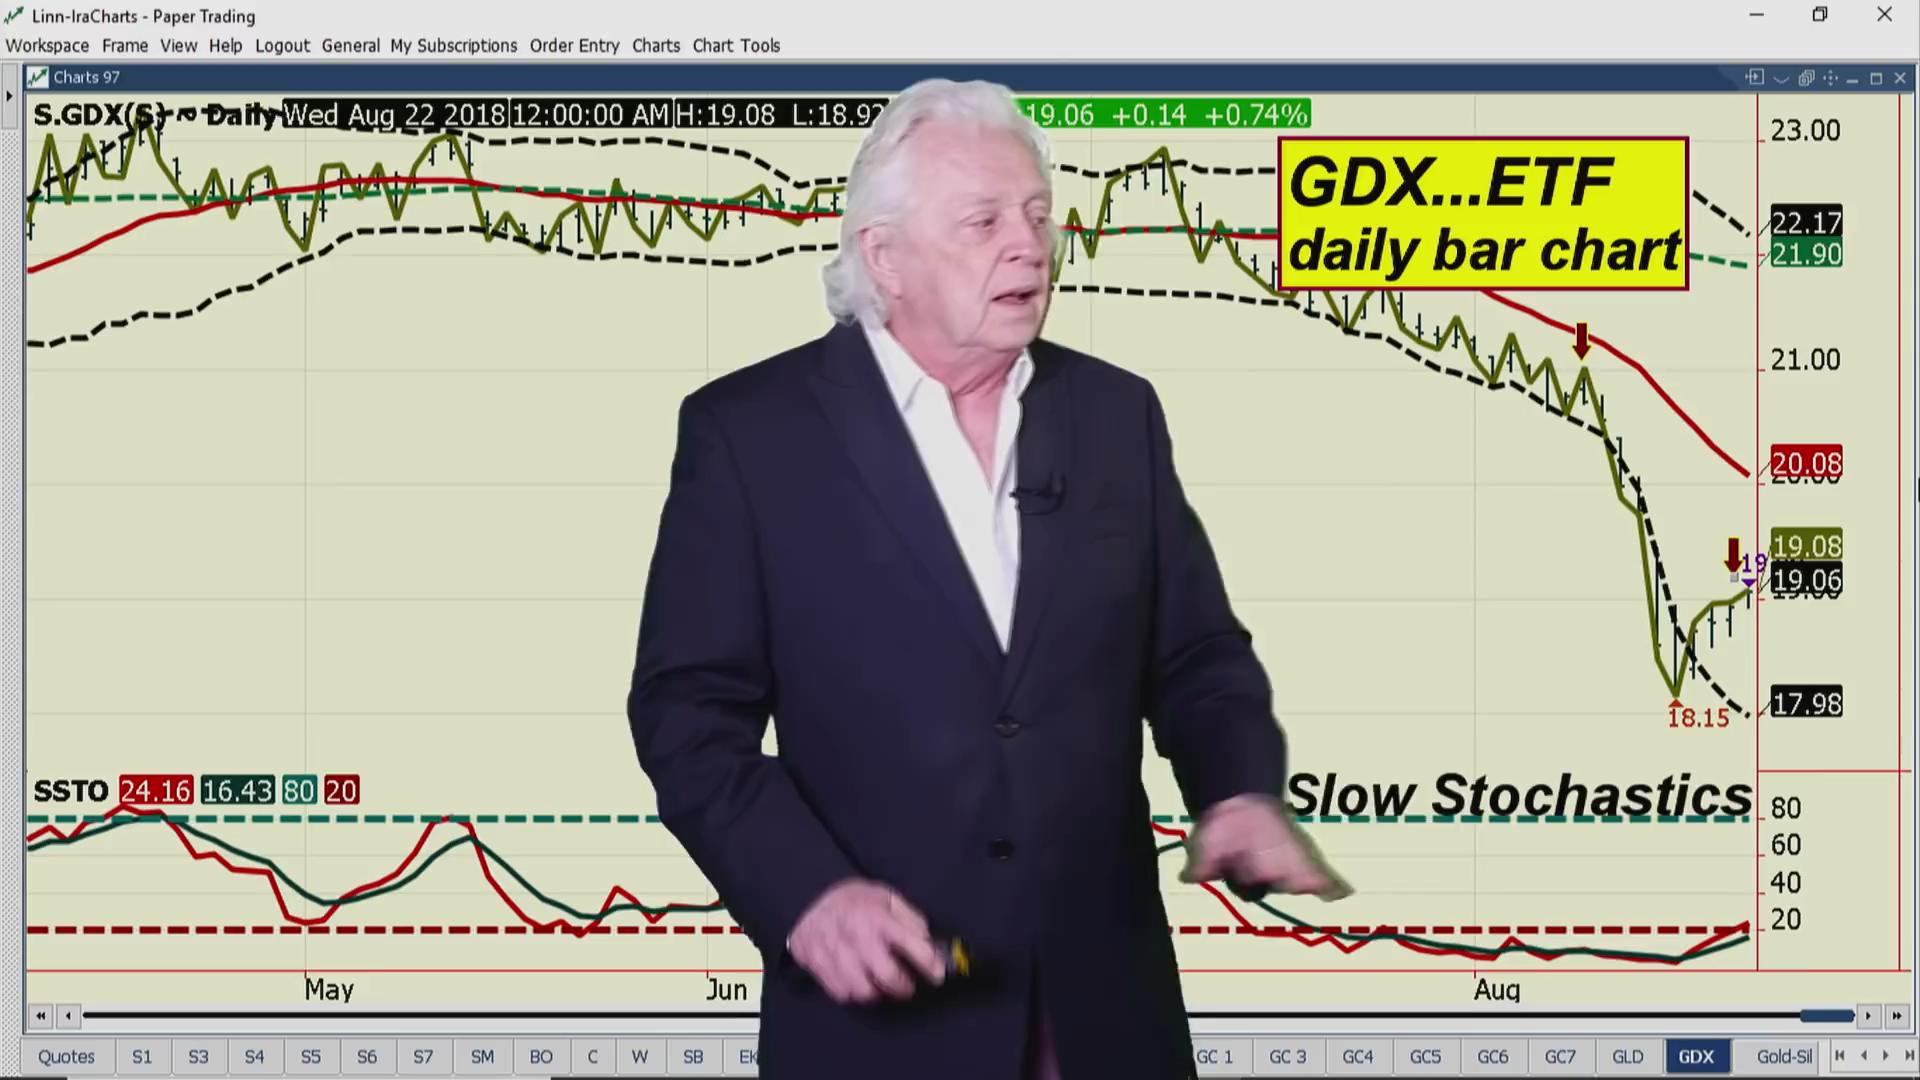 Linn-IraCharts - Paper Trading
Workspace Frame View Help Logout General My Subscriptions Order Entry Charts Chart Tools
Charts 97
S.GDX(S) ~ Daily Wed Aug 22 2018 12:00:00 AM H:19.08 L:18.92 19.06 +0.14 +0.74%
GDX...ETF
daily bar chart
23.00
22.17
21.90
21.00
20.08
20.00
19.08
19
19.06
19.00
17.98
18.15
SSTO 24.16 16.43 80 20
Slow Stochastics
80
60
40
20
May Jun Aug
Quotes S1 S3 S4 S5 S6 S7 SM BO C W SB GC 1 GC 3 GC4 GC5 GC6 GC7 GLD GDX Gold-Sil